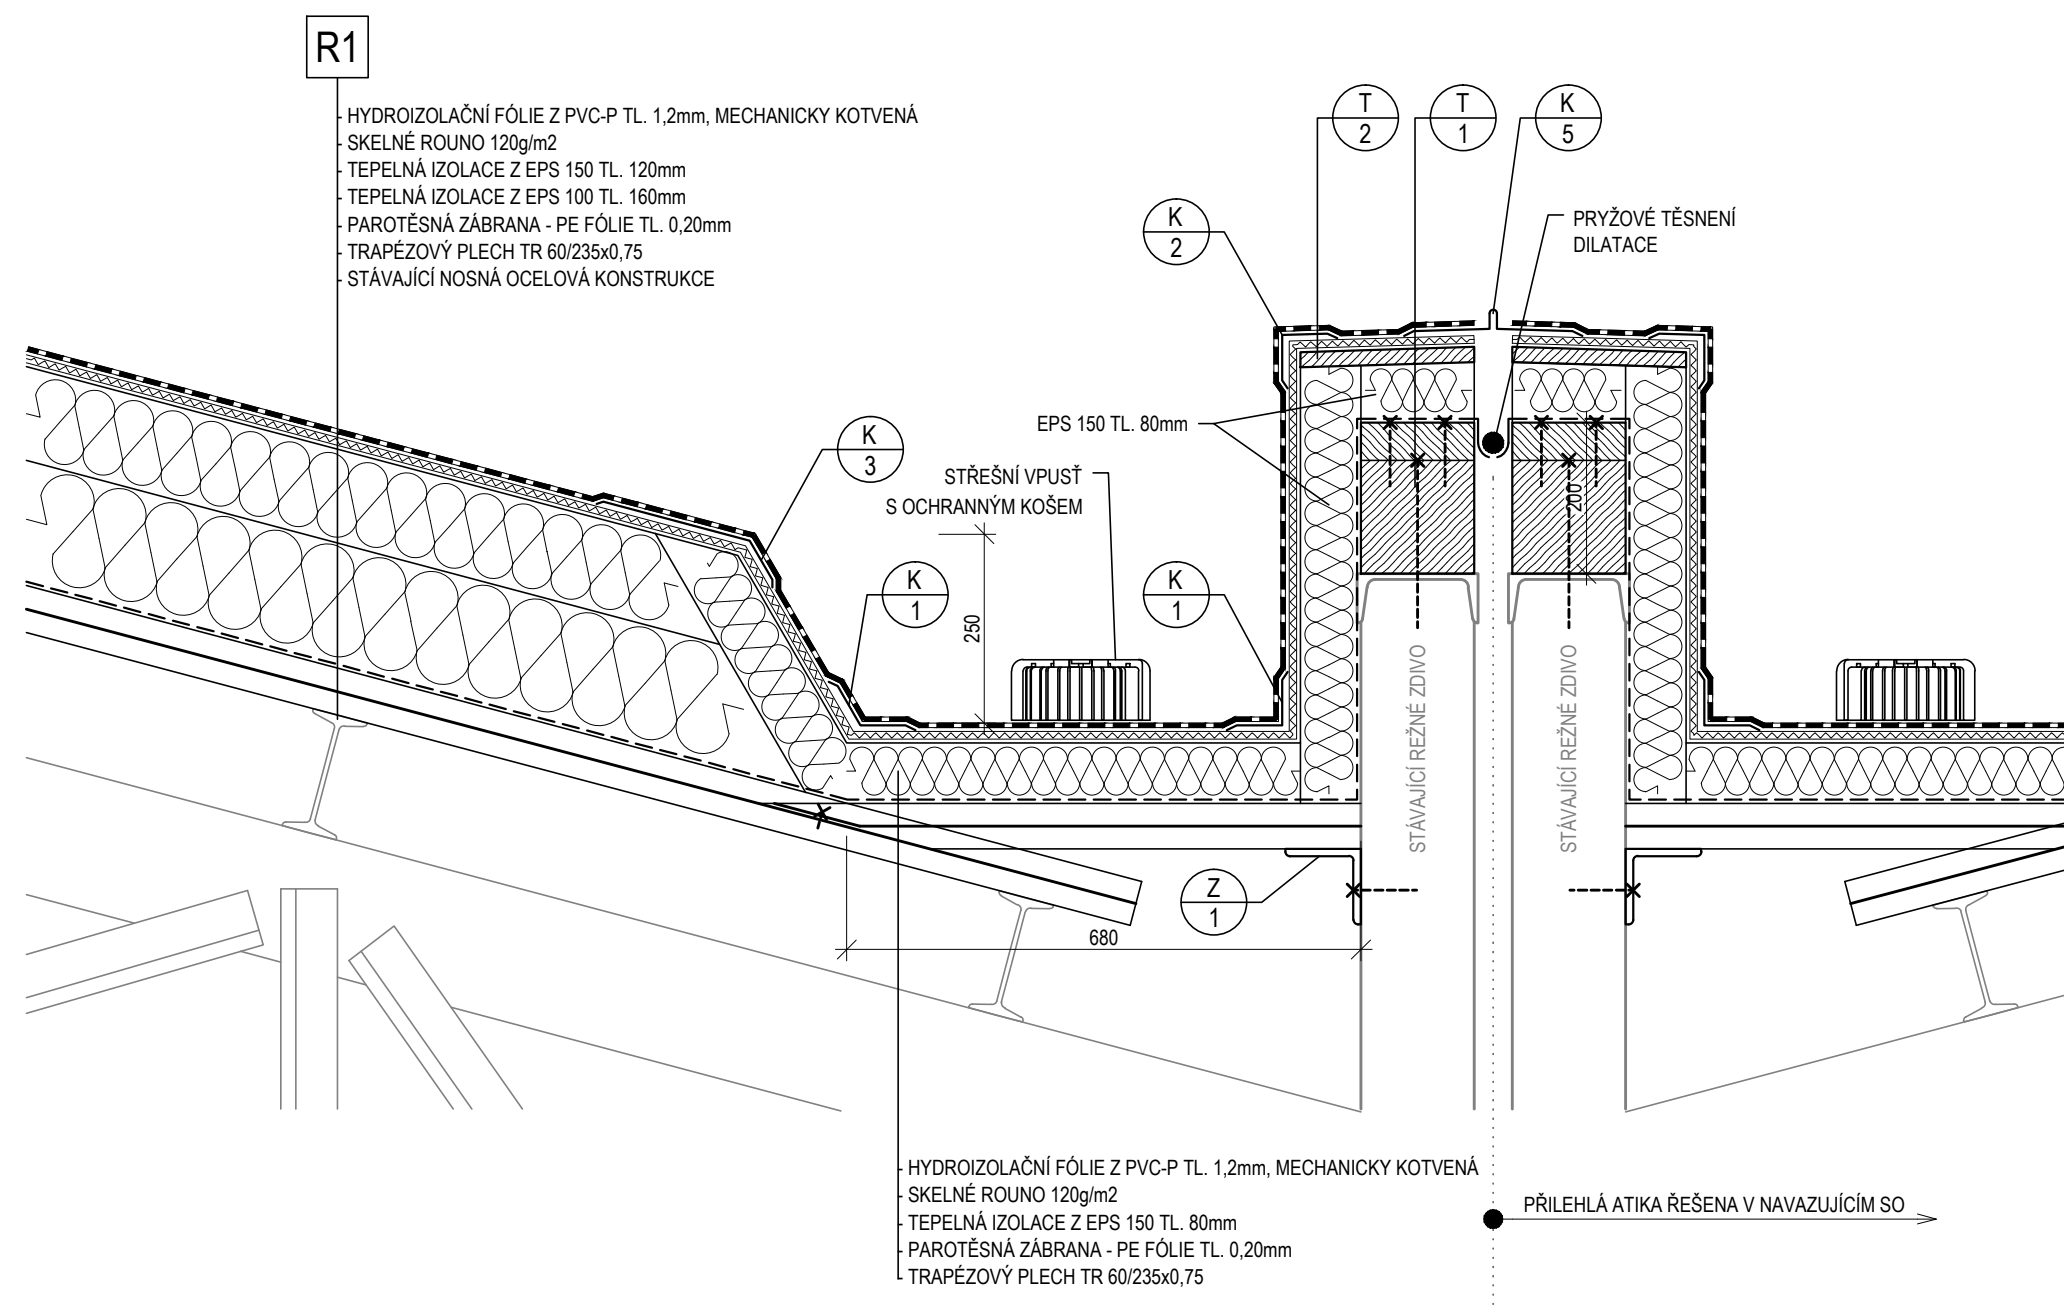 R1
HYDROIZOLAČNÍ FÓLIE Z PVC-P TL. 1,2mm, MECHANICKY KOTVENÁ
SKELNÉ ROUNO 120g/m2
TEPELNÁ IZOLACE Z EPS 150 TL. 120mm
TEPELNÁ IZOLACE Z EPS 100 TL. 160mm
PAROTĚSNÁ ZÁBRANA - PE FÓLIE TL. 0,20mm
TRAPÉZOVÝ PLECH TR 60/235x0,75
STÁVAJÍCÍ NOSNÁ OCELOVÁ KONSTRUKCE
T
2
T
1
K
5
K
2
PRYŽOVÉ TĚSNENÍ
DILATACE
EPS 150 TL. 80mm
K
3
STŘEŠNÍ VPUSŤ
S OCHRANNÝM KOŠEM
200
K
1
250
K
1
STÁVAJÍCÍ REŽNÉ ZDIVO
STÁVAJÍCÍ REŽNÉ ZDIVO
Z
1
680
HYDROIZOLAČNÍ FÓLIE Z PVC-P TL. 1,2mm, MECHANICKY KOTVENÁ
SKELNÉ ROUNO 120g/m2
TEPELNÁ IZOLACE Z EPS 150 TL. 80mm
PAROTĚSNÁ ZÁBRANA - PE FÓLIE TL. 0,20mm
TRAPÉZOVÝ PLECH TR 60/235x0,75
PŘILEHLÁ ATIKA ŘEŠENA V NAVAZUJÍCÍM SO